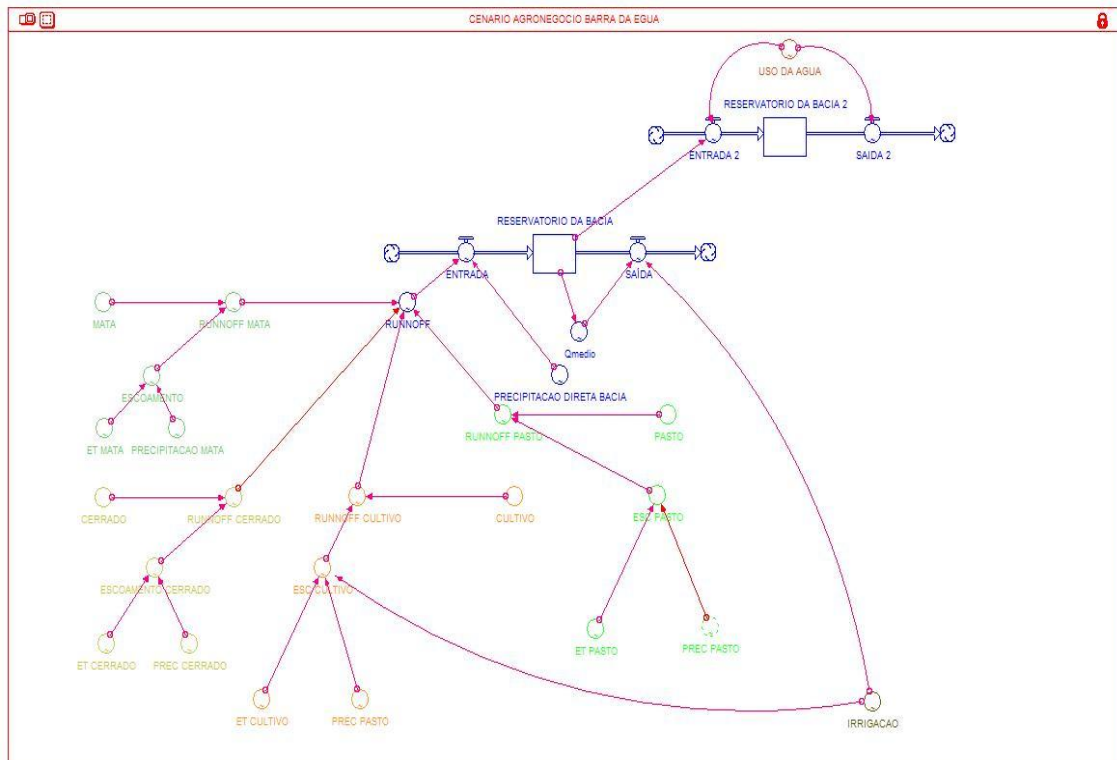 CENARIO AGRONEGOCIO BARRA DA EGUA
USO DA AGUA
RESERVATORIO DA BACIA 2
ENTRADA 2
SAIDA 2
RESERVATORIO DA BACIA
ENTRADA
SAÍDA
MATA
RUNNOFF MATA
RUNNOFF
Qmedio
ESCOAMENTO
PRECIPITACAO DIRETA BACIA
ET MATA
PRECIPITACAO MATA
RUNNOFF PASTO
PASTO
CERRADO
RUNNOFF CERRADO
RUNNOFF CULTIVO
CULTIVO
ESC PASTO
ESCOAMENTO CERRADO
ESC CULTIVO
ET CERRADO
PREC CERRADO
ET PASTO
PREC PASTO
ET CULTIVO
PREC PASTO
IRRIGACAO